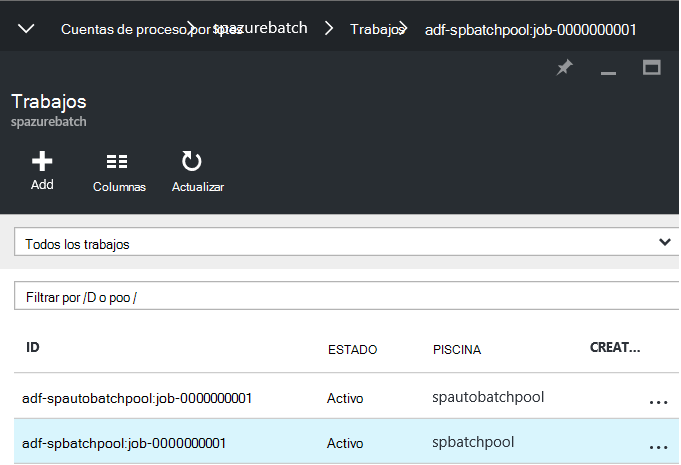 Cuentas de proceso por lotes spazurebatch Trabajos adf-spbatchpool:job-0000000001
Trabajos
spazurebatch
Add Columnas Actualizar
Todos los trabajos
Filtrar por /D o poo /
ID ESTADO PISCINA CREAT...
adf-spautobatchpool:job-0000000001 Activo spautobatchpool ...
adf-spbatchpool:job-0000000001 Activo spbatchpool ...